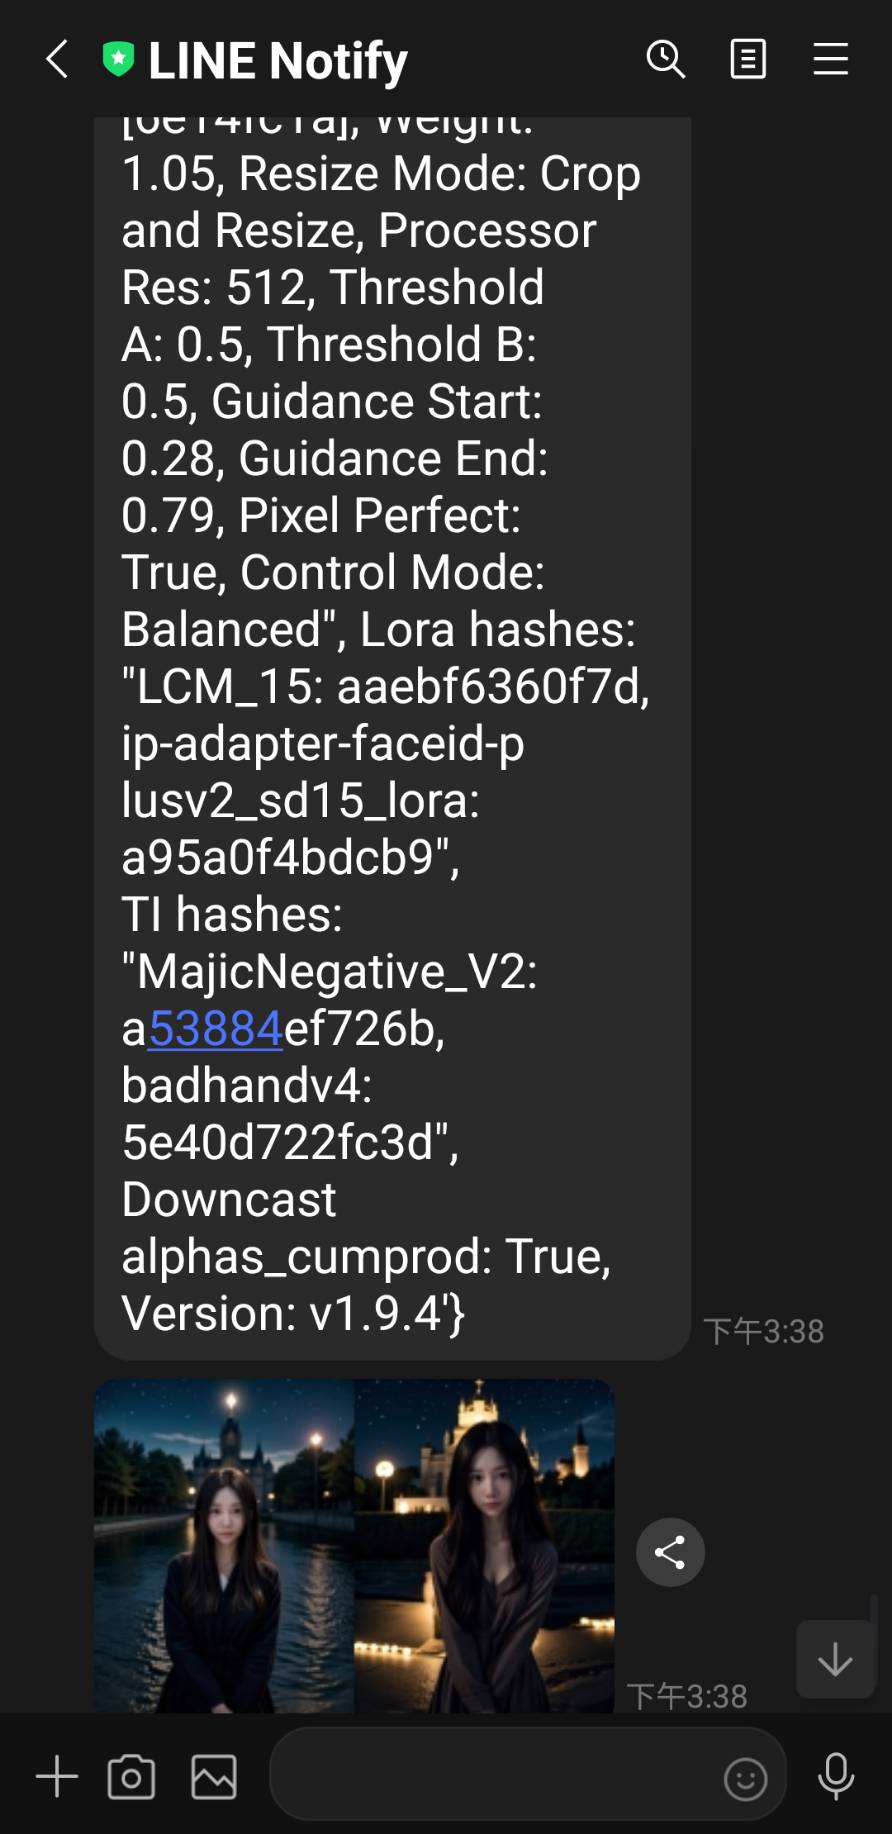 LINE Notify
Weight:
1.05, Resize Mode: Crop
and Resize, Processor
Res: 512, Threshold
A: 0.5, Threshold B:
0.5, Guidance Start:
0.28, Guidance End:
0.79, Pixel Perfect:
True, Control Mode:
Balanced", Lora hashes:
"LCM_15: aaebf6360f7d,
ip-adapter-faceid-p
lusv2_sd15_lora:
a95a0f4bdcb9",
TI hashes:
"MajicNegative_V2:
a53884ef726b,
badhandv4:
5e40d722fc3d",
Downcast
alphas_cumprod: True,
Version: v1.9.4'}
下午3:38
下午3:38